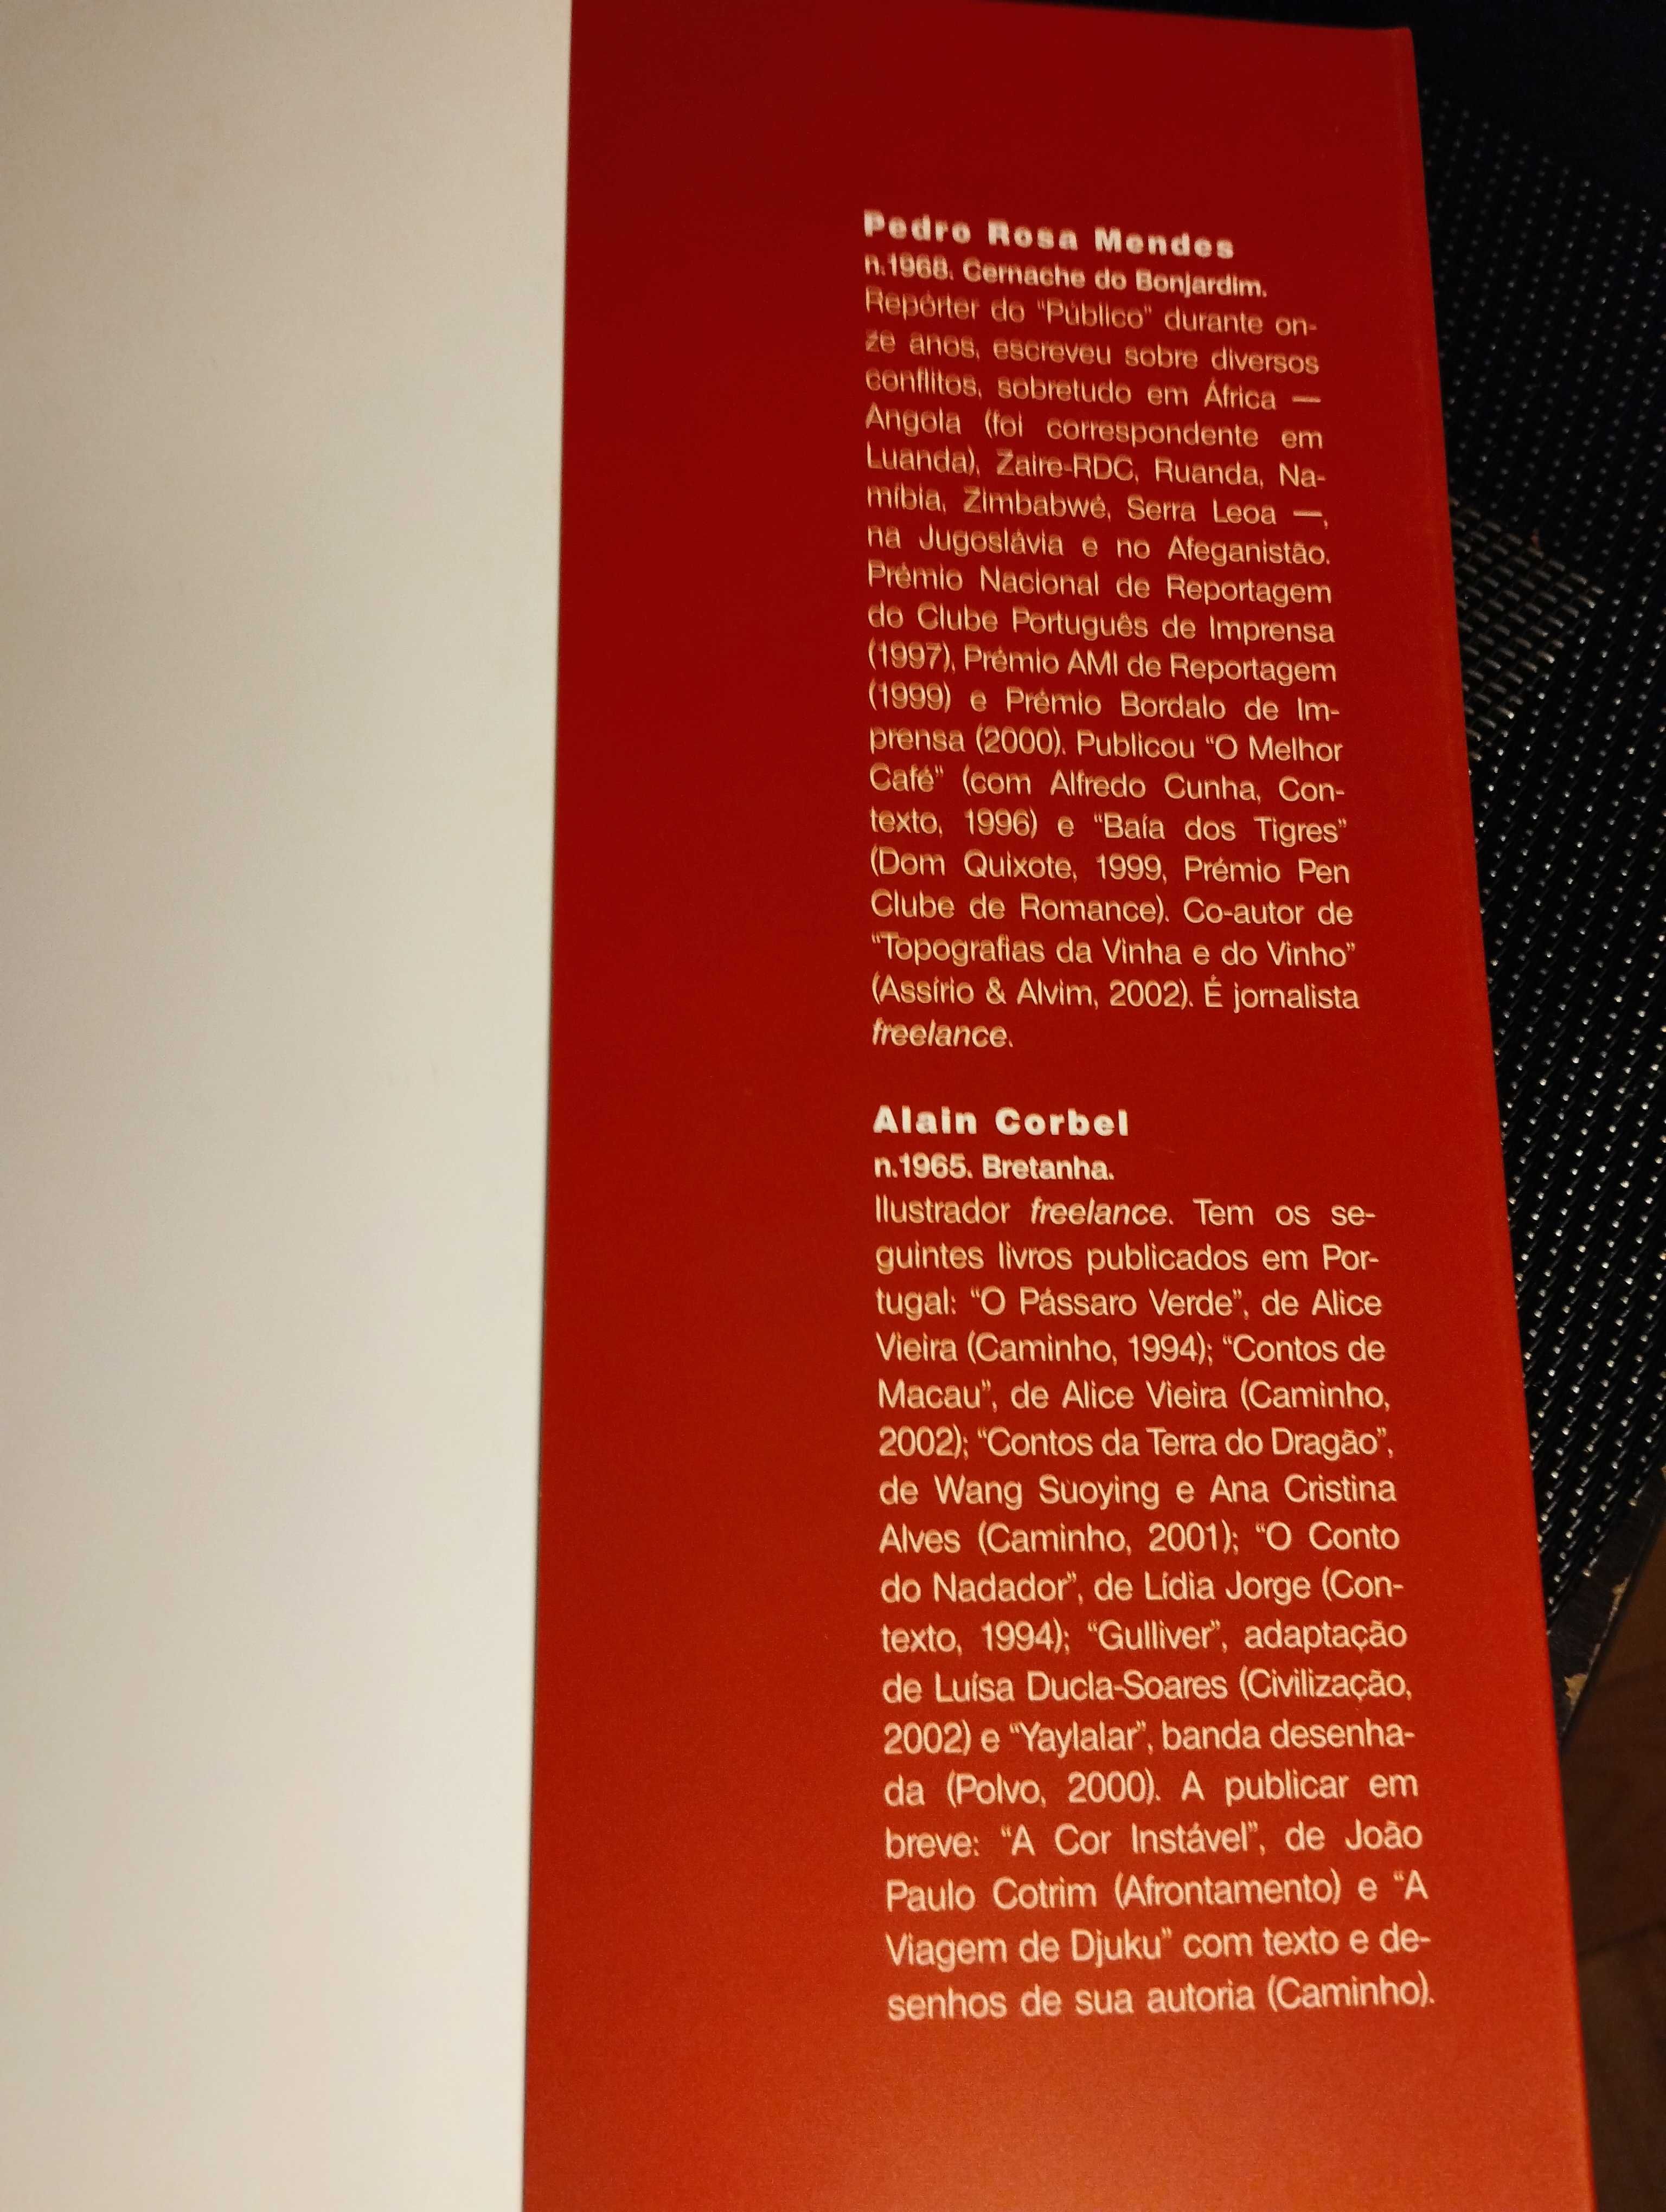 Pedro Rosa Mendes
n.1968. Cernache do Bonjardim.
Repórter do “Público” durante on-
ze anos, escreveu sobre diversos
conflitos, sobretudo em África —
Angola (foi correspondente em
Luanda), Zaire-RDC, Ruanda, Na-
míbia, Zimbabwé, Serra Leoa —,
na Jugoslávia e no Afeganistão.
Prémio Nacional de Reportagem
do Clube Português de Imprensa
(1997), Prémio AMI de Reportagem
(1999) e Prémio Bordalo de Im-
prensa (2000). Publicou “O Melhor
Café” (com Alfredo Cunha, Con-
texto, 1996) e “Baía dos Tigres”
(Dom Quixote, 1999, Prémio Pen
Clube de Romance). Co-autor de
“Topografias da Vinha e do Vinho”
(Assírio & Alvim, 2002). É jornalista
freelance.
Alain Corbel
n.1965. Bretanha.
Ilustrador freelance. Tem os se-
guintes livros publicados em Por-
tugal: “O Pássaro Verde”, de Alice
Vieira (Caminho, 1994); “Contos de
Macau”, de Alice Vieira (Caminho,
2002); “Contos da Terra do Dragão”,
de Wang Suoying e Ana Cristina
Alves (Caminho, 2001); “O Conto
do Nadador”, de Lídia Jorge (Con-
texto, 1994); “Gulliver”, adaptação
de Luísa Ducla-Soares (Civilização,
2002) e “Yaylalar”, banda desenha-
da (Polvo, 2000). A publicar em
breve: “A Cor Instável”, de João
Paulo Cotrim (Afrontamento) e “A
Viagem de Djuku” com texto e de-
senhos de sua autoria (Caminho).